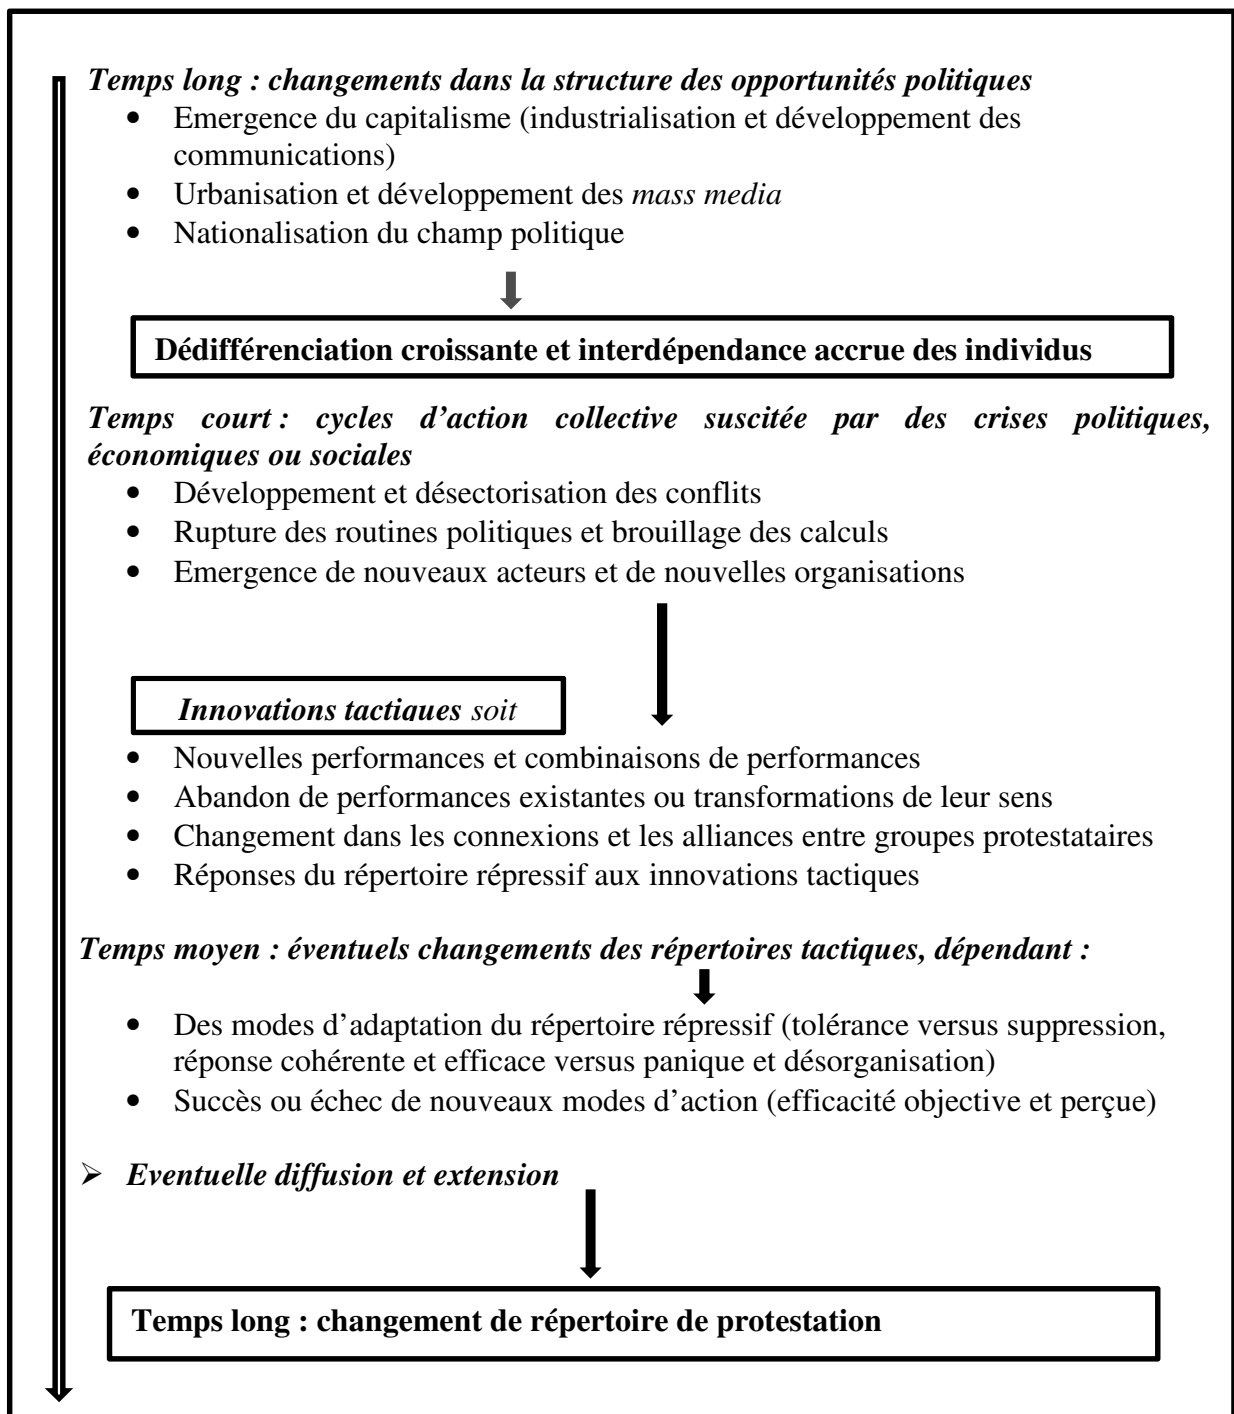 Temps long : changements dans la structure des opportunités politiques
• Emergence du capitalisme (industrialisation et développement des
communications)
• Urbanisation et développement des mass media
• Nationalisation du champ politique
Dédifférenciation croissante et interdépendance accrue des individus
Temps court : cycles d’action collective suscitée par des crises politiques,
économiques ou sociales
• Développement et désectorisation des conflits
• Rupture des routines politiques et brouillage des calculs
• Emergence de nouveaux acteurs et de nouvelles organisations
Innovations tactiques soit
• Nouvelles performances et combinaisons de performances
• Abandon de performances existantes ou transformations de leur sens
• Changement dans les connexions et les alliances entre groupes protestataires
• Réponses du répertoire répressif aux innovations tactiques
Temps moyen : éventuels changements des répertoires tactiques, dépendant :
• Des modes d’adaptation du répertoire répressif (tolérance versus suppression,
réponse cohérente et efficace versus panique et désorganisation)
• Succès ou échec de nouveaux modes d’action (efficacité objective et perçue)
➢ Eventuelle diffusion et extension
Temps long : changement de répertoire de protestation